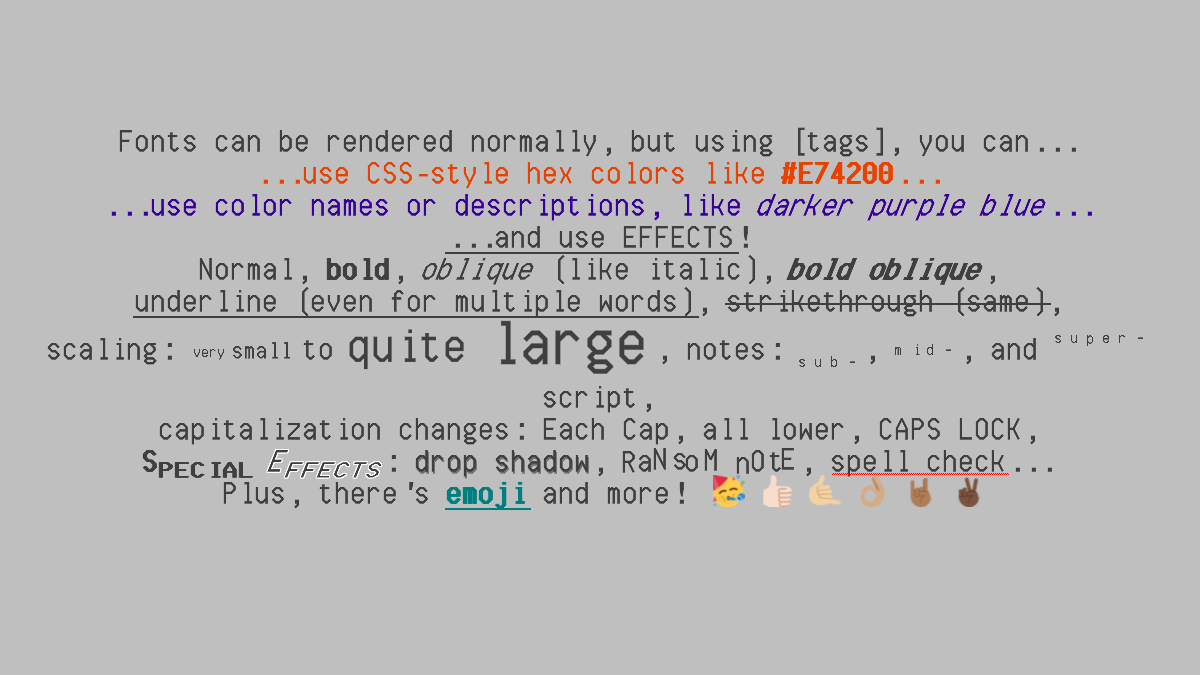 Fonts can be rendered normally, but using [tags], you can...
...use CSS-style hex colors like #E74200...
...use color names or descriptions, like darker purple blue...
...and use EFFECTS!
Normal, bold, oblique (like italic), bold oblique,
underline (even for multiple words), strikethrough (same),
scaling: very small to quite large, notes: sub-, mid-, and super-
script,
capitalization changes: Each Cap, all lower, CAPS LOCK,
SPECIAL EFFECTS: drop shadow, RaNsoM nOtE, spell check...
Plus, there's emoji and more! 🥳 👍🏻 🤙🏼 👌🏽 🤘🏾 ✌🏿